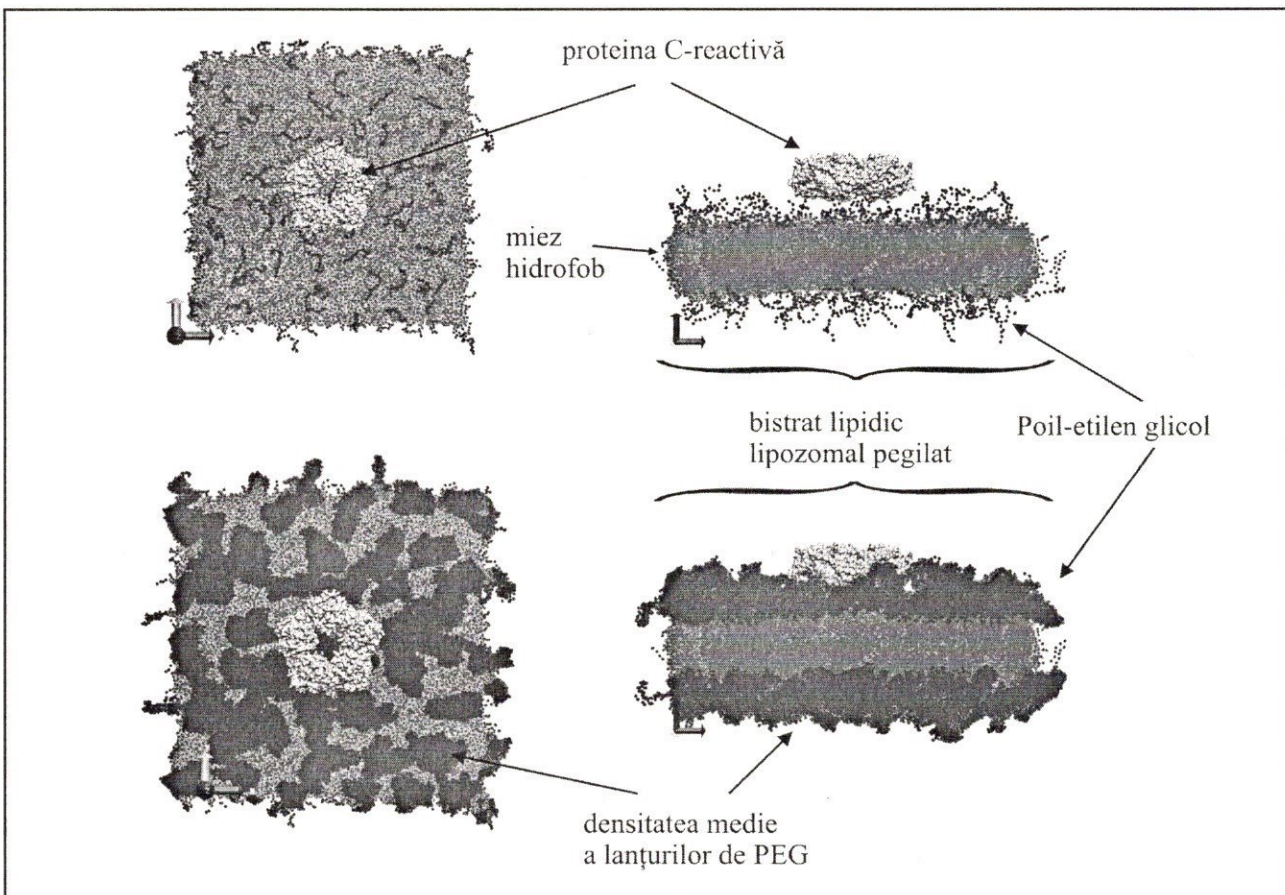 proteina C-reactivă
miez
hidrofob
bistrat lipidic
lipozomal pegilat
Poil-etilen glicol
densitatea medie
a lanțurilor de PEG